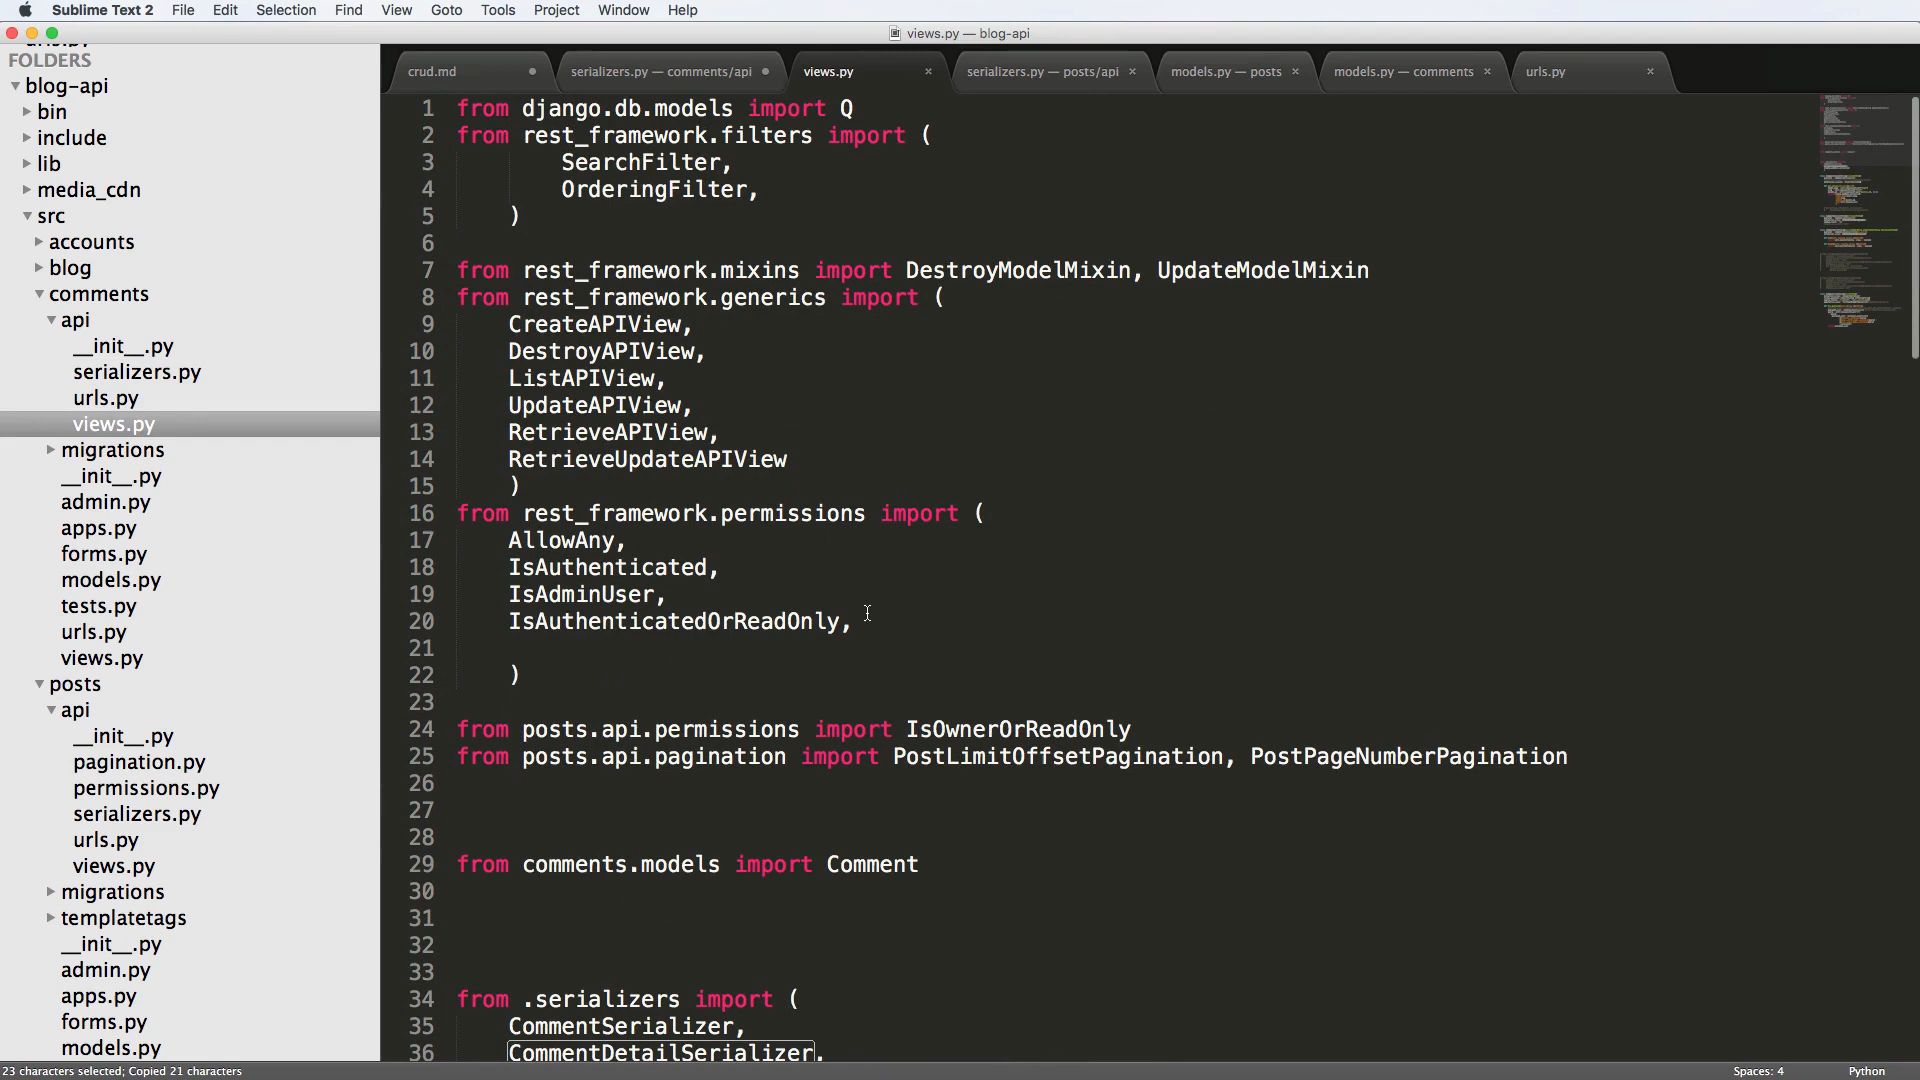 Sublime Text 2 File Edit Selection Find View Goto Tools Project Window Help
views.py — blog-api
FOLDERS
blog-api
bin
include
lib
media_cdn
src
accounts
blog
comments
api
__init__.py
serializers.py
urls.py
views.py
migrations
__init__.py
admin.py
apps.py
forms.py
models.py
tests.py
urls.py
views.py
posts
api
__init__.py
pagination.py
permissions.py
serializers.py
urls.py
views.py
migrations
templatetags
__init__.py
admin.py
apps.py
forms.py
models.py
crud.md serializers.py — comments/api views.py serializers.py — posts/api models.py — posts models.py — comments urls.py
1 from django.db.models import Q
2 from rest_framework.filters import (
3 SearchFilter,
4 OrderingFilter,
5 )
6
7 from rest_framework.mixins import DestroyModelMixin, UpdateModelMixin
8 from rest_framework.generics import (
9 CreateAPIView,
10 DestroyAPIView,
11 ListAPIView,
12 UpdateAPIView,
13 RetrieveAPIView,
14 RetrieveUpdateAPIView
15 )
16 from rest_framework.permissions import (
17 AllowAny,
18 IsAuthenticated,
19 IsAdminUser,
20 IsAuthenticatedOrReadOnly,
21
22 )
23
24 from posts.api.permissions import IsOwnerOrReadOnly
25 from posts.api.pagination import PostLimitOffsetPagination, PostPageNumberPagination
26
27
28
29 from comments.models import Comment
30
31
32
33
34 from .serializers import (
35 CommentSerializer,
36 CommentDetailSerializer,
23 characters selected; Copied 21 characters Spaces: 4 Python